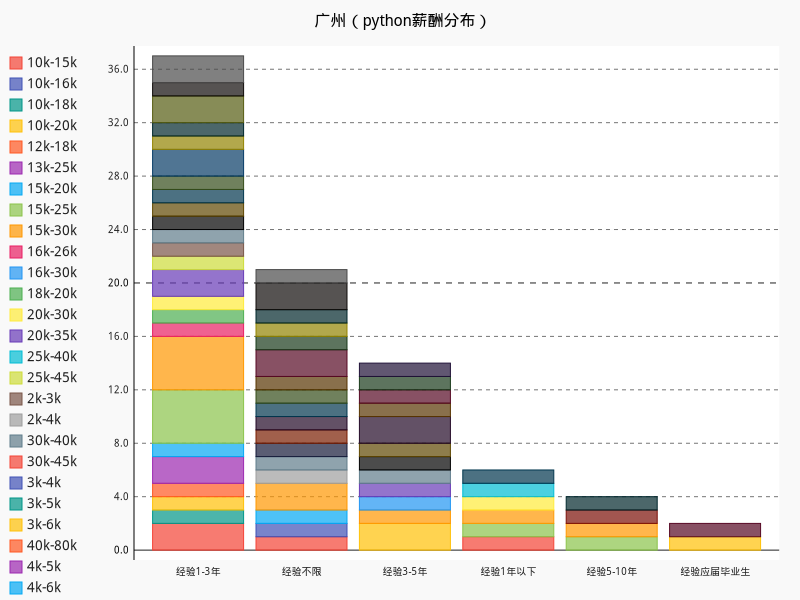 广州（python薪酬分布）
10k-15k
10k-16k
10k-18k
10k-20k
12k-18k
13k-25k
15k-20k
15k-25k
15k-30k
16k-26k
16k-30k
18k-20k
20k-30k
20k-35k
25k-40k
25k-45k
2k-3k
2k-4k
30k-40k
30k-45k
3k-4k
3k-5k
3k-6k
40k-80k
4k-5k
4k-6k
36.0
32.0
28.0
24.0
20.0
16.0
12.0
8.0
4.0
0.0
经验1-3年 经验不限 经验3-5年 经验1年以下 经验5-10年 经验应届毕业生